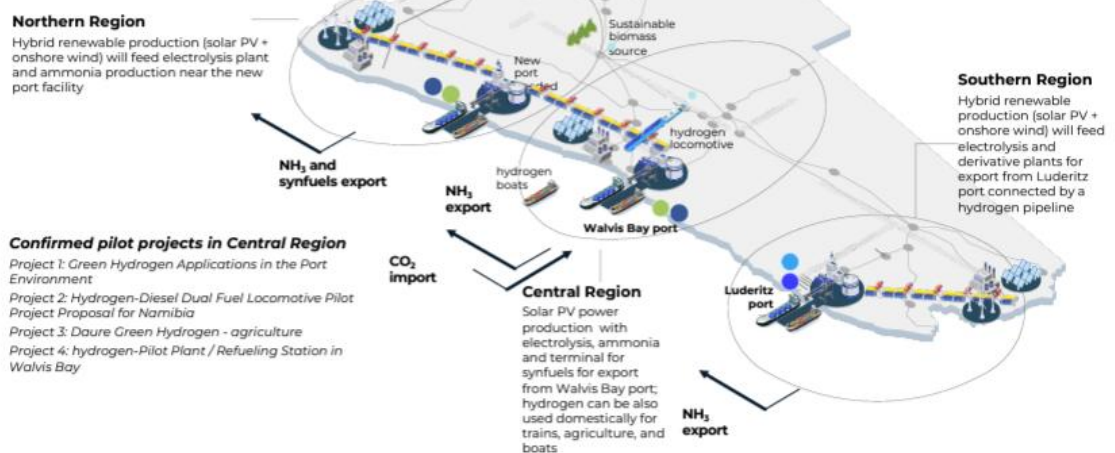 Northern Region
Hybrid renewable production (solar PV +
onshore wind) will feed electrolysis plant
and ammonia production near the new
port facility
Sustainable
biomass
source
New
port
NH₃ and
synfuels export
hydrogen
locomotive
hydrogen
boats
NH₃
export
Walvis Bay port
CO₂
import
Southern Region
Hybrid renewable
production (solar PV +
onshore wind) will feed
electrolysis and
derivative plants for
export from Luderitz
port connected by a
hydrogen pipeline
Confirmed pilot projects in Central Region
Project 1: Green Hydrogen Applications in the Port
Environment
Project 2: Hydrogen-Diesel Dual Fuel Locomotive Pilot
Project Proposal for Namibia
Project 3: Daure Green Hydrogen - agriculture
Project 4: hydrogen-Pilot Plant / Refueling Station in
Walvis Bay
Central Region
Solar PV power
production with
electrolysis, ammonia
and terminal for
synfuels for export
from Walvis Bay port;
hydrogen can be also
used domestically for
trains, agriculture, and
boats
Luderitz
port
NH₃
export